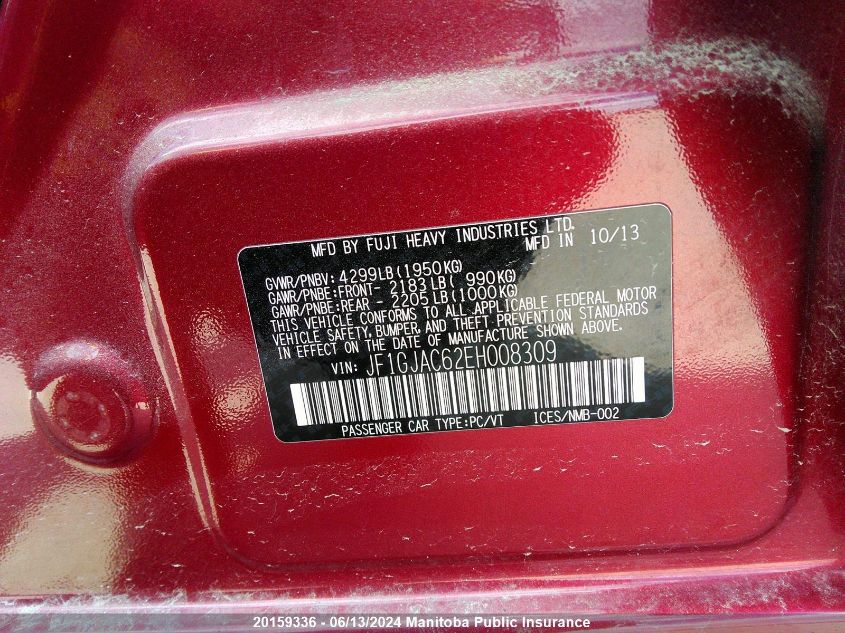 MFD BY FUJI HEAVY INDUSTRIES LTD.
MFD IN 10/13
GVWR/PNBV: 4299LB(1950KG)
GAWR/PNBE:FRONT- 2183LB( 990KG)
GAWR/PNBE:REAR - 2205LB(1000KG)
THIS VEHICLE CONFORMS TO ALL APPLICABLE FEDERAL MOTOR
VEHICLE SAFETY, BUMPER, AND THEFT PREVENTION STANDARDS
IN EFFECT ON THE DATE OF MANUFACTURE SHOWN ABOVE.
VIN: JF1GJAC62EH008309
PASSENGER CAR TYPE:PC/VT ICES/NMB-002
20159336 - 06/13/2024 Manitoba Public Insurance